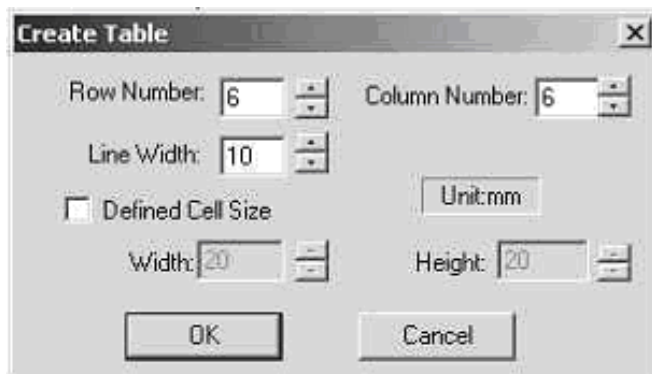 Create Table
Row Number: 6 Column Number: 6
Line Width: 10
Defined Cell Size Unit:mm
Width: 20 Height: 20
OK Cancel